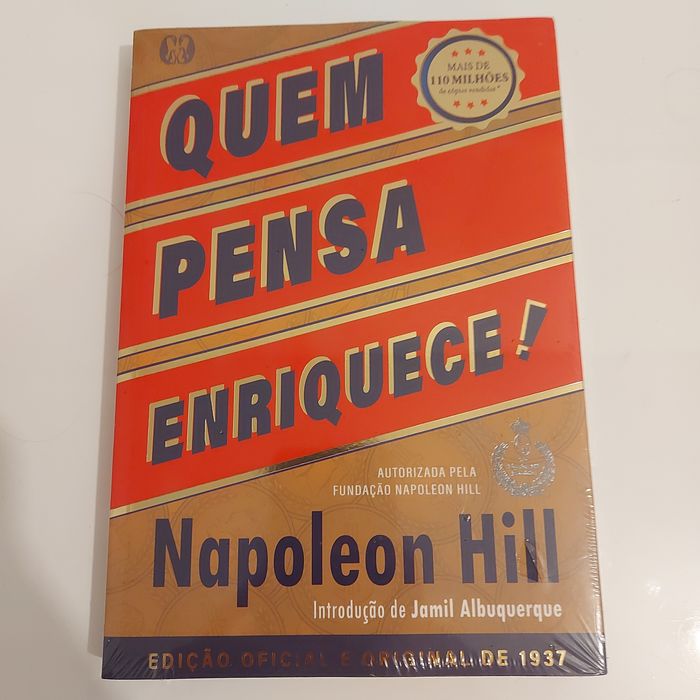 QUEM
MAIS DE
110 MILHÕES
de cópias vendidas*
PENSA
ENRIQUECE!
AUTORIZADA PELA
FUNDAÇÃO NAPOLEON HILL
Napoleon Hill
Introdução de Jamil Albuquerque
EDIÇÃO OFICIAL E ORIGINAL DE 1937